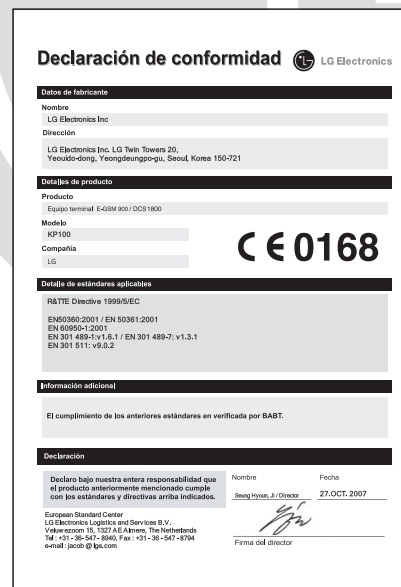 Declaración de conformidad
LG Electronics
Datos de fabricante
Nombre
LG Electronics Inc
Dirección
LG Electronics Inc. LG Twin Towers 20,
Yeouido-dong, Yeongdeungpo-gu, Seoul, Korea 150-721
Detalles de producto
Producto
Equipo terminal E-GSM 900 / DCS 1800
Modelo
KP100
Compañía
LG
CE 0168
Detalle de estándares aplicables
R&TTE Directive 1999/5/EC
EN50360:2001 / EN 50361:2001
EN 60950-1:2001
EN 301 489-1:v1.6.1 / EN 301 489-7: v1.3.1
EN 301 511: v9.0.2
Información adicional
El cumplimiento de los anteriores estándares en verificada por BABT.
Declaración
Declaro bajo nuestra entera responsabilidad que
el producto anteriormente mencionado cumple
con los estándares y directivas arriba indicados.
European Standard Center
LG Electronics Logistics and Services B.V.
Veluwezoom 15, 1327 AE Almere, The Netherlands
Tel : +31 - 36- 547 - 8940, Fax : +31 - 36 - 547 - 8794
e-mail : jacob @ lge.com
Nombre
Fecha
Seung Hyoun, Ji / Director
27.OCT. 2007
Firma del director